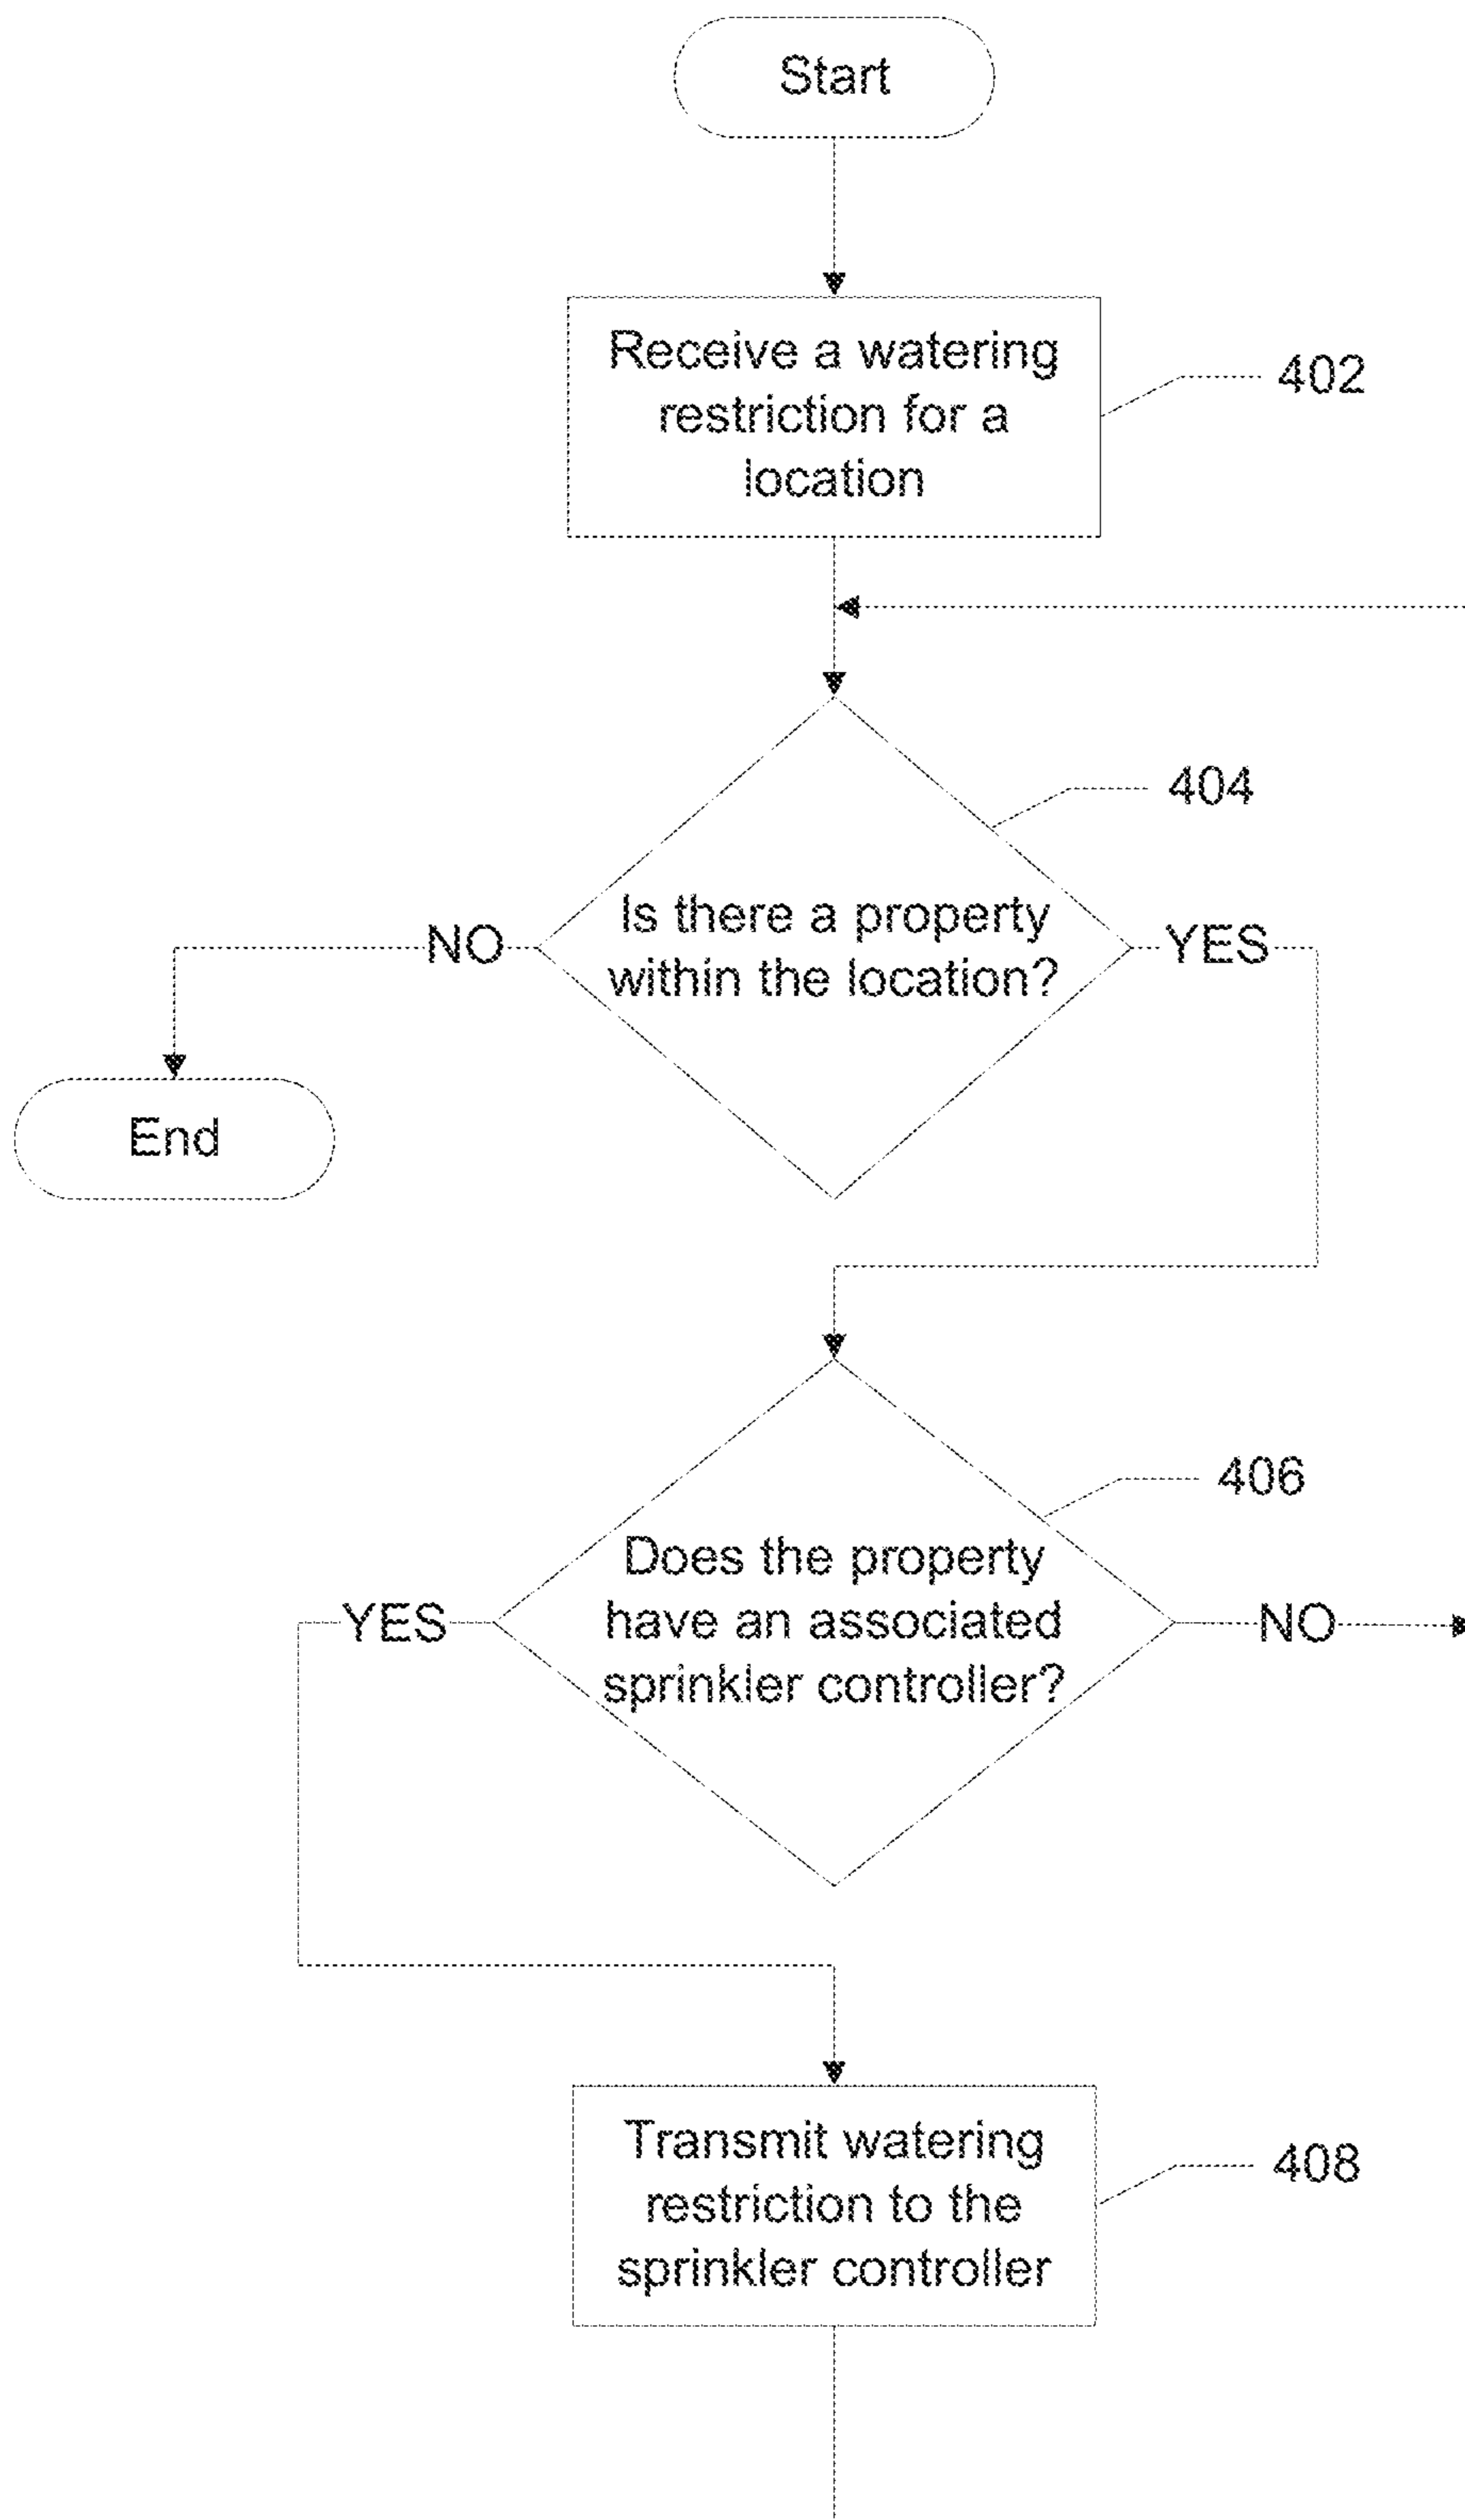 Start
Receive a watering
restriction for a
location
402
404
Is there a property
within the location?
NO
YES
End
406
Does the property
have an associated
sprinkler controller?
YES
NO
Transmit watering
restriction to the
sprinkler controller
408